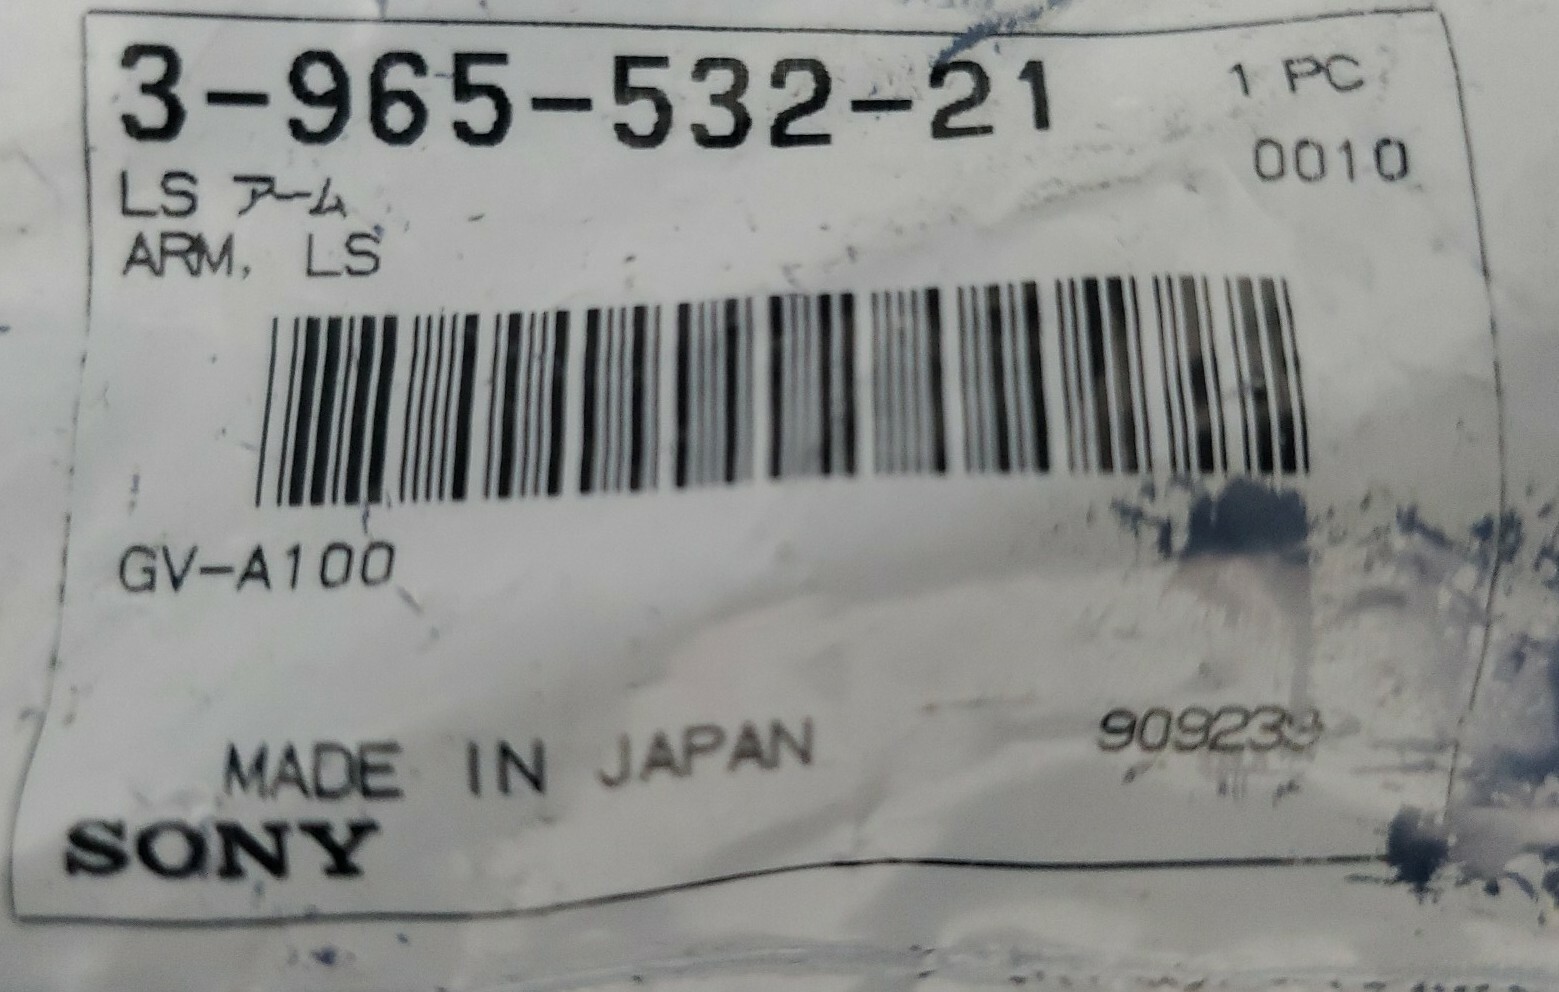 3-965-532-21
1 PC
0010
LS アーム
ARM, LS
GV-A100
MADE IN JAPAN
SONY